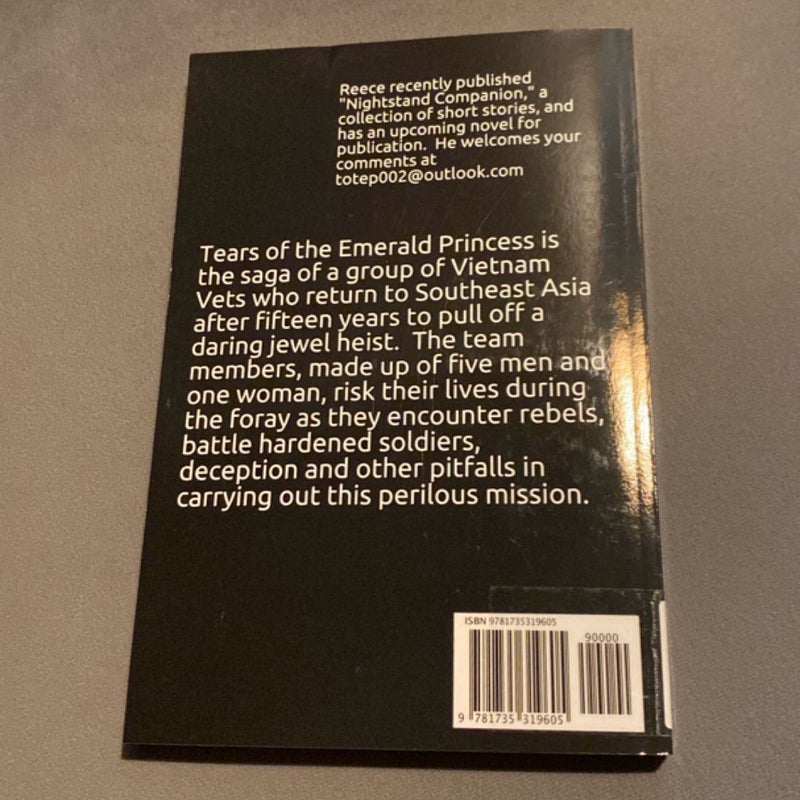 Reece recently published
"Nightstand Companion," a
collection of short stories, and
has an upcoming novel for
publication.  He welcomes your
comments at
totep002@outlook.com
Tears of the Emerald Princess is
the saga of a group of Vietnam
Vets who return to Southeast Asia
after fifteen years to pull off a
daring jewel heist.  The team
members, made up of five men and
one woman, risk their lives during
the foray as they encounter rebels,
battle hardened soldiers,
deception and other pitfalls in
carrying out this perilous mission.
ISBN 9781735319605
90000
9 781735 319605